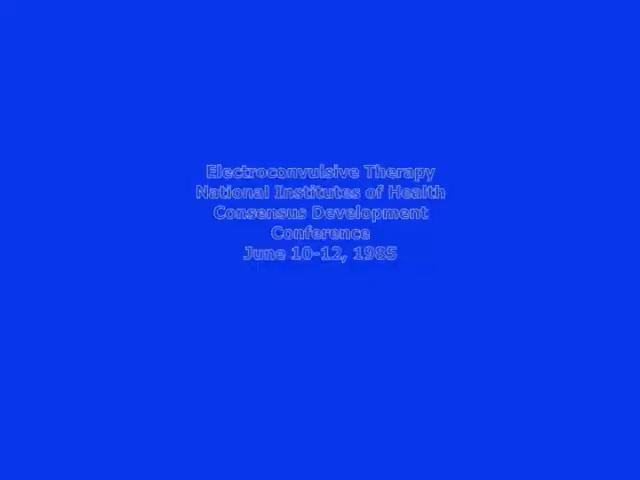 Electroconvulsive Therapy
National Institutes of Health
Consensus Development
Conference
June 10-12, 1985